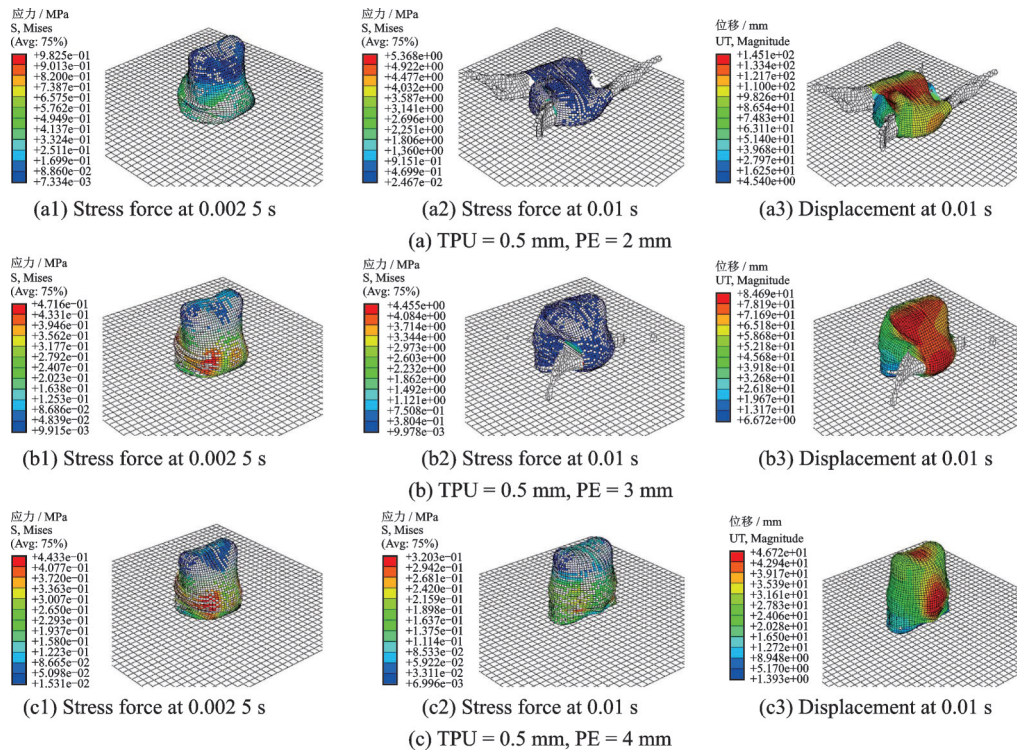 应力 / MPa
S, Mises
(Avg: 75%)
+9.825e−01
+9.013e−01
+8.200e−01
+7.387e−01
+6.675e−01
+5.762e−01
+4.949e−01
+4.137e−01
+3.324e−01
+2.511e−01
+1.699e−01
+8.860e−02
+7.334e−03
(a1) Stress force at 0.002 5 s
应力 / MPa
S, Mises
(Avg: 75%)
+5.368e+00
+4.922e+00
+4.477e+00
+4.032e+00
+3.587e+00
+3.141e+00
+2.696e+00
+2.251e+00
+1.806e+00
+1.360e+00
+9.151e−01
+4.699e−01
+2.467e−02
(a2) Stress force at 0.01 s
位移 / mm
UT, Magnitude
+1.451e+02
+1.334e+02
+1.217e+02
+1.100e+02
+9.826e+01
+8.654e+01
+7.483e+01
+6.311e+01
+5.140e+01
+3.968e+01
+2.797e+01
+1.625e+01
+4.540e+00
(a3) Displacement at 0.01 s
(a) TPU = 0.5 mm, PE = 2 mm
应力 / MPa
S, Mises
(Avg: 75%)
+4.716e−01
+4.331e−01
+3.946e−01
+3.562e−01
+3.177e−01
+2.792e−01
+2.407e−01
+2.023e−01
+1.638e−01
+1.253e−01
+8.686e−02
+4.839e−02
+9.915e−03
(b1) Stress force at 0.002 5 s
应力 / MPa
S, Mises
(Avg: 75%)
+4.455e+00
+4.084e+00
+3.714e+00
+3.344e+00
+2.973e+00
+2.603e+00
+2.232e+00
+1.862e+00
+1.492e+00
+1.121e+00
+7.508e−01
+3.804e−01
+9.978e−03
(b2) Stress force at 0.01 s
位移 / mm
UT, Magnitude
+8.469e+01
+7.819e+01
+7.169e+01
+6.518e+01
+5.868e+01
+5.218e+01
+4.568e+01
+3.918e+01
+3.268e+01
+2.618e+01
+1.967e+01
+1.317e+01
+6.672e+00
(b3) Displacement at 0.01 s
(b) TPU = 0.5 mm, PE = 3 mm
应力 / MPa
S, Mises
(Avg: 75%)
+4.433e−01
+4.077e−01
+3.720e−01
+3.363e−01
+3.007e−01
+2.650e−01
+2.293e−01
+1.937e−01
+1.580e−01
+1.223e−01
+8.665e−02
+5.098e−02
+1.531e−02
(c1) Stress force at 0.002 5 s
应力 / MPa
S, Mises
(Avg: 75%)
+3.203e−01
+2.942e−01
+2.681e−01
+2.420e−01
+2.159e−01
+1.898e−01
+1.637e−01
+1.375e−01
+1.114e−01
+8.533e−02
+5.922e−02
+3.311e−02
+6.996e−03
(c2) Stress force at 0.01 s
位移 / mm
UT, Magnitude
+4.672e+01
+4.294e+01
+3.917e+01
+3.539e+01
+3.161e+01
+2.783e+01
+2.406e+01
+2.028e+01
+1.650e+01
+1.272e+01
+8.948e+00
+5.170e+00
+1.393e+00
(c3) Displacement at 0.01 s
(c) TPU = 0.5 mm, PE = 4 mm